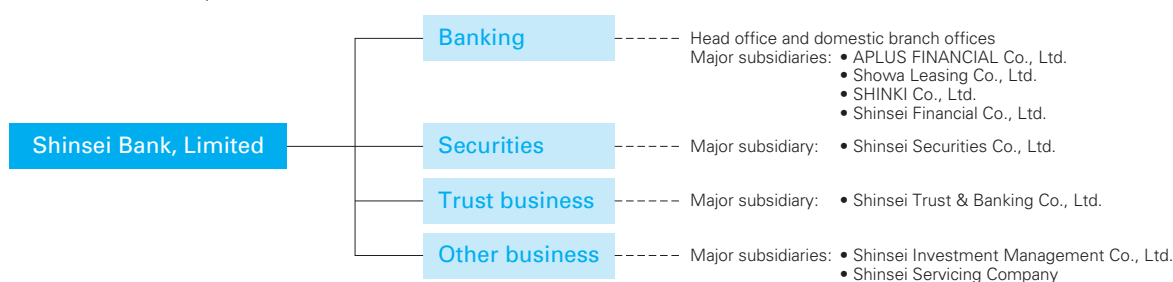 Banking
Head office and domestic branch offices
Major subsidiaries: • APLUS FINANCIAL Co., Ltd.
• Showa Leasing Co., Ltd.
• SHINKI Co., Ltd.
• Shinsei Financial Co., Ltd.
Shinsei Bank, Limited
Securities
Major subsidiary: • Shinsei Securities Co., Ltd.
Trust business
Major subsidiary: • Shinsei Trust & Banking Co., Ltd.
Other business
Major subsidiaries: • Shinsei Investment Management Co., Ltd.
• Shinsei Servicing Company